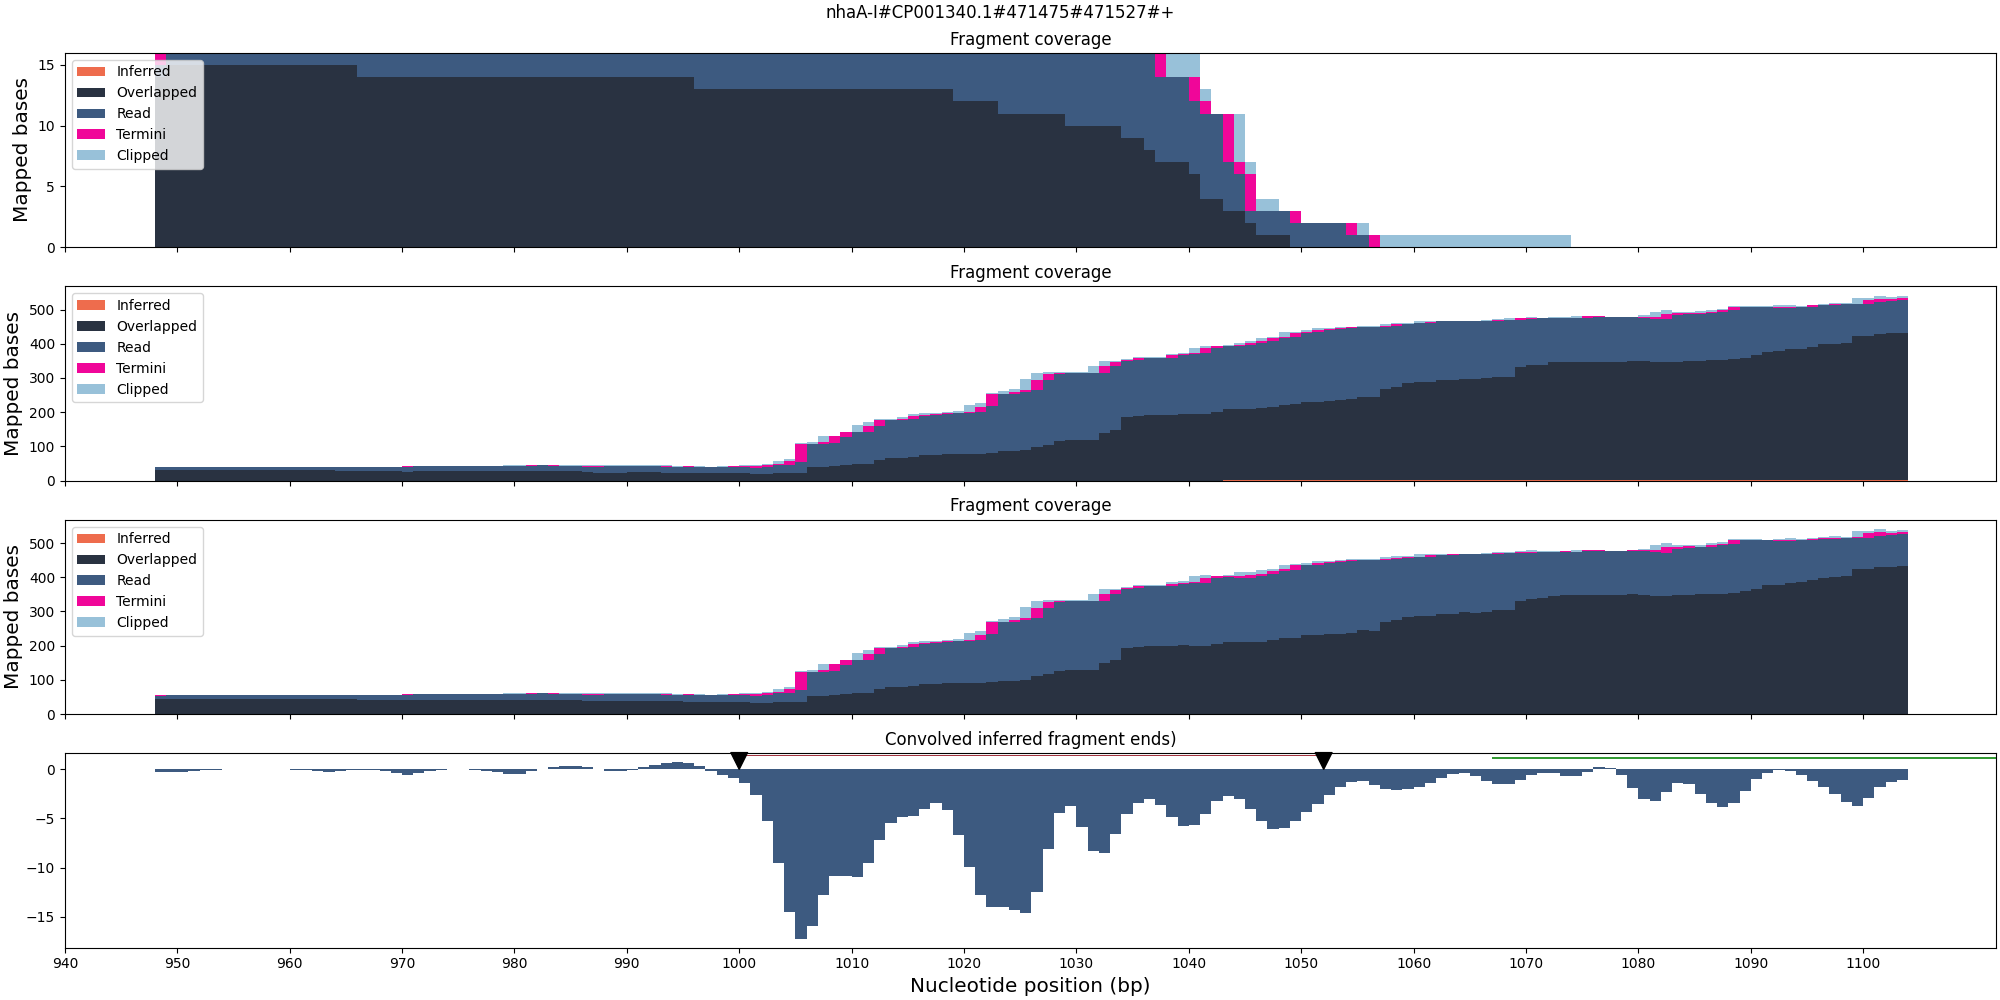 nhaA-I#CP001340.1#471475#471527#+
Fragment coverage
Mapped bases
15
10
5
0
Inferred
Overlapped
Read
Termini
Clipped
Fragment coverage
Mapped bases
500
400
300
200
100
0
Inferred
Overlapped
Read
Termini
Clipped
Fragment coverage
Mapped bases
500
400
300
200
100
0
Inferred
Overlapped
Read
Termini
Clipped
Convolved inferred fragment ends)
0
−5
−10
−15
940 950 960 970 980 990 1000 1010 1020 1030 1040 1050 1060 1070 1080 1090 1100
Nucleotide position (bp)